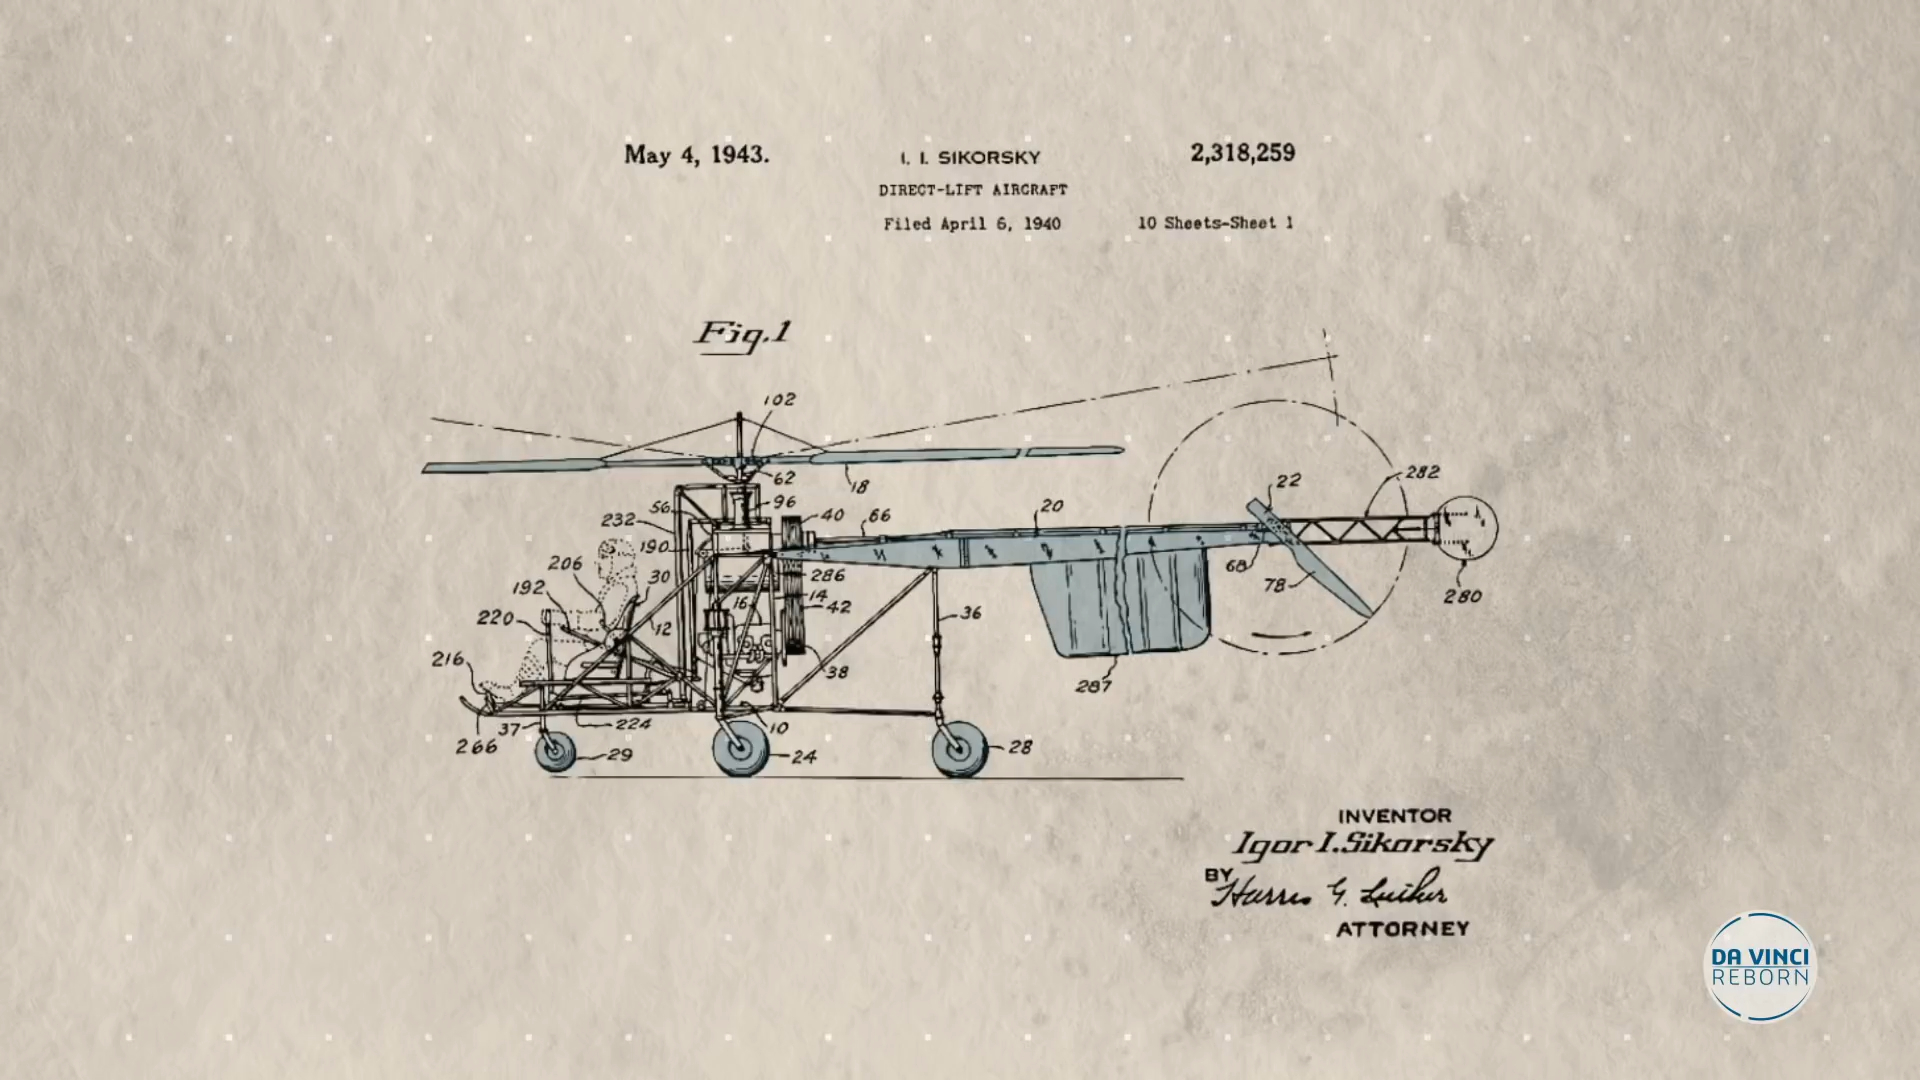 May 4, 1943.
I. I. SIKORSKY
2,318,259
DIRECT-LIFT AIRCRAFT
Filed April 6, 1940
10 Sheets-Sheet 1
Fig.1
102
62
18
96
56
232
40
66
20
22
282
190
206
30
286
68
78
280
192
16
14
42
220
12
36
216
38
287
37
224
10
266
29
24
28
INVENTOR
Igor I. Sikorsky
BY
Harris G. Luther
ATTORNEY
DA VINCI
REBORN